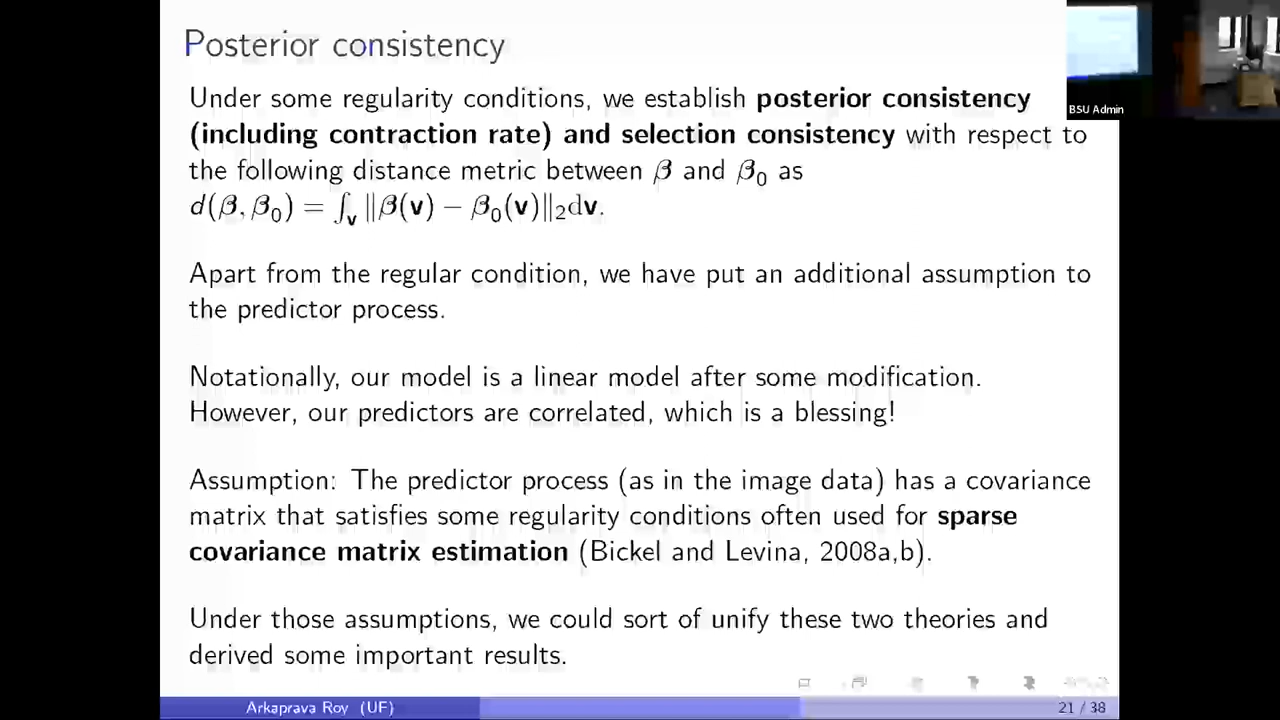 Posterior consistency
BSU Admin
Under some regularity conditions, we establish posterior consistency
(including contraction rate) and selection consistency with respect to
the following distance metric between β and β₀ as
d(β, β₀) = ∫ᵥ ‖β(v) − β₀(v)‖₂dv.
Apart from the regular condition, we have put an additional assumption to
the predictor process.
Notationally, our model is a linear model after some modification.
However, our predictors are correlated, which is a blessing!
Assumption: The predictor process (as in the image data) has a covariance
matrix that satisfies some regularity conditions often used for sparse
covariance matrix estimation (Bickel and Levina, 2008a,b).
Under those assumptions, we could sort of unify these two theories and
derived some important results.
Arkaprava Roy (UF)
21 / 38